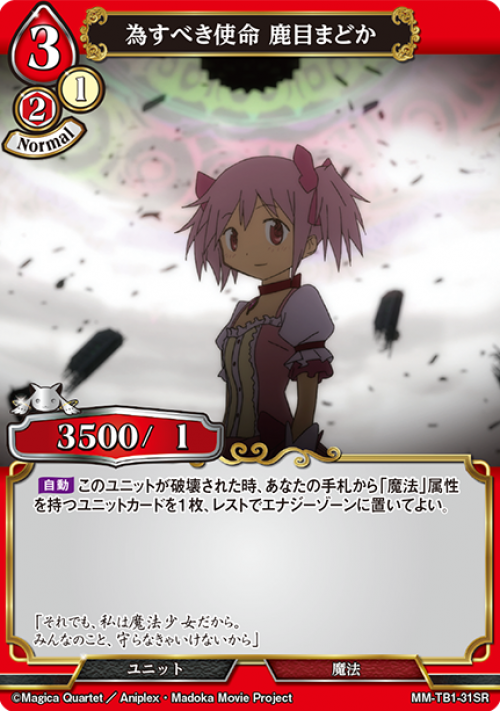 3
為すべき使命 鹿目まどか
2
1
Normal
3500/ 1
自動 このユニットが破壊された時、あなたの手札から「魔法」属性
を持つユニットカードを1枚、レストでエナジーゾーンに置いてよい。
「それでも、私は魔法少女だから。
みんなのこと、守らなきゃいけないから」
ユニット
魔法
©Magica Quartet／Aniplex・Madoka Movie Project
MM-TB1-31SR